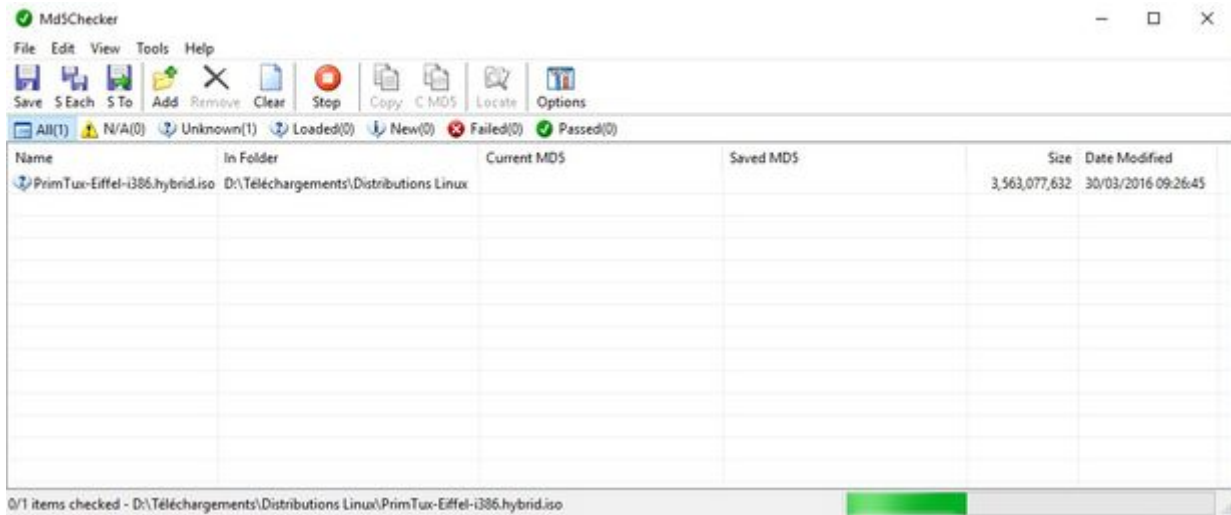 Md5Checker
File Edit View Tools Help
Save S Each S To Add Remove Clear Stop Copy C MD5 Locate Options
All(1) N/A(0) Unknown(1) Loaded(0) New(0) Failed(0) Passed(0)
Name In Folder Current MD5 Saved MD5 Size Date Modified
PrimTux-Eiffel-i386.hybrid.iso D:\Téléchargements\Distributions Linux 3,563,077,632 30/03/2016 09:26:45
0/1 items checked - D:\Téléchargements\Distributions Linux\PrimTux-Eiffel-i386.hybrid.iso